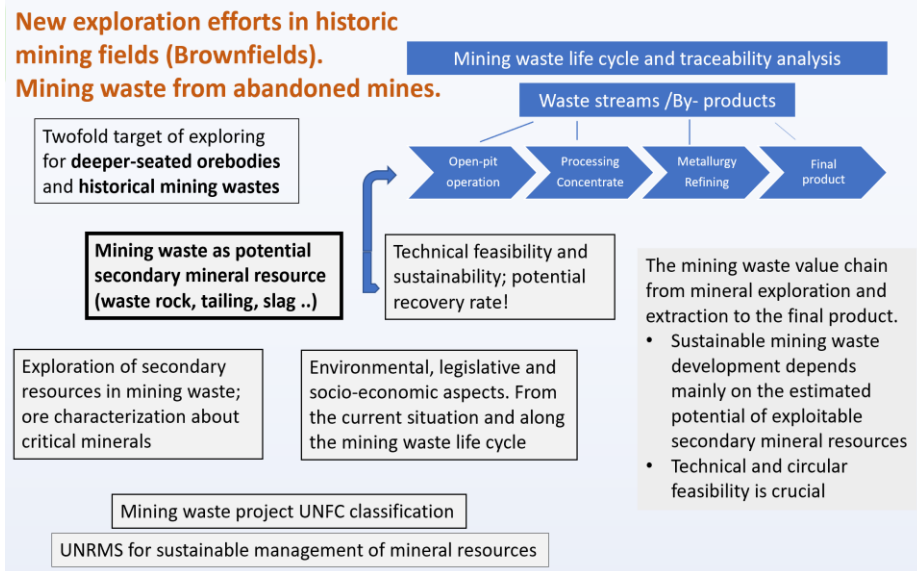 New exploration efforts in historic
mining fields (Brownfields).
Mining waste from abandoned mines.
Mining waste life cycle and traceability analysis
Waste streams /By- products
Open-pit
operation
Processing
Concentrate
Metallurgy
Refining
Final
product
Twofold target of exploring
for deeper-seated orebodies
and historical mining wastes
Mining waste as potential
secondary mineral resource
(waste rock, tailing, slag ..)
Technical feasibility and
sustainability; potential
recovery rate!
The mining waste value chain
from mineral exploration and
extraction to the final product.
• Sustainable mining waste
development depends
mainly on the estimated
potential of exploitable
secondary mineral resources
• Technical and circular
feasibility is crucial
Exploration of secondary
resources in mining waste;
ore characterization about
critical minerals
Environmental, legislative and
socio-economic aspects. From
the current situation and along
the mining waste life cycle
Mining waste project UNFC classification
UNRMS for sustainable management of mineral resources